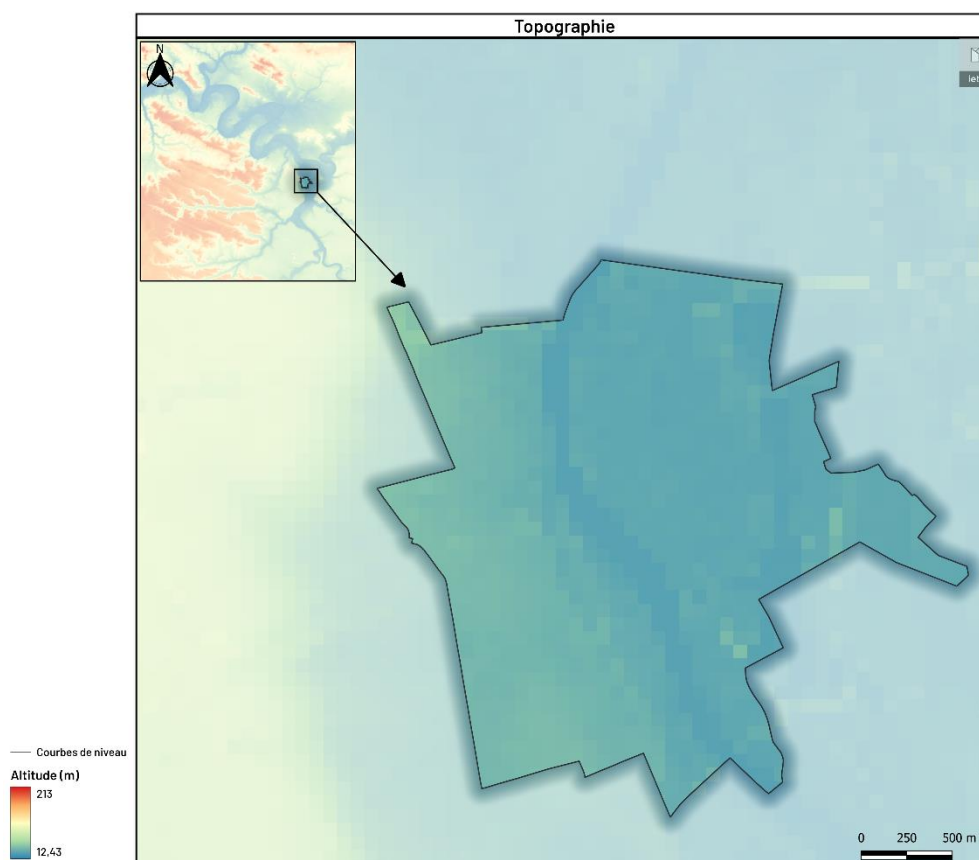 Topographie
N
Courbes de niveau
Altitude (m)
213
12,43
0 250 500 m